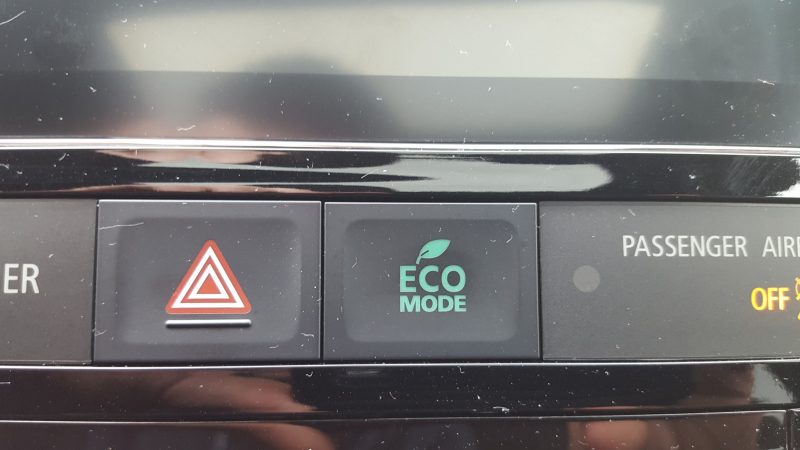 ER
ECO
MODE
PASSENGER AIR
OFF